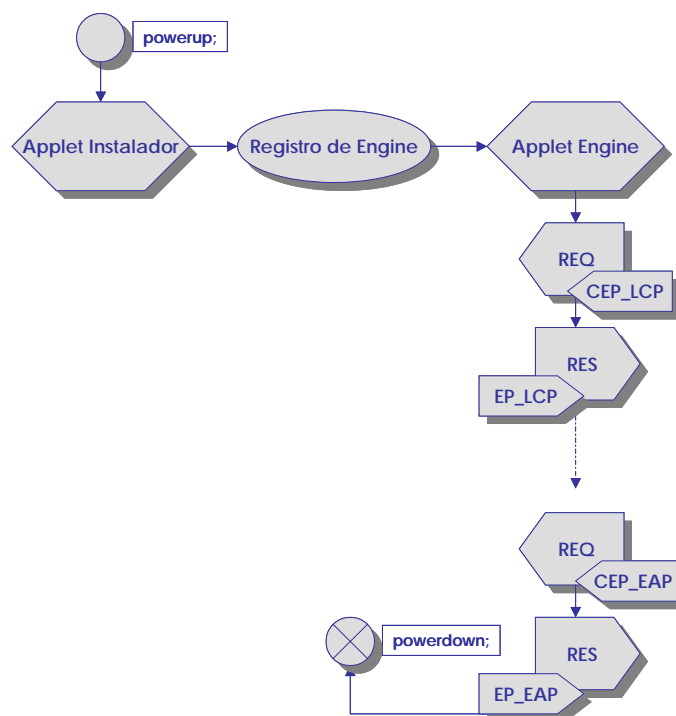 powerup;
Applet Instalador
Registro de Engine
Applet Engine
REQ
CEP_LCP
RES
EP_LCP
REQ
CEP_EAP
powerdown;
RES
EP_EAP